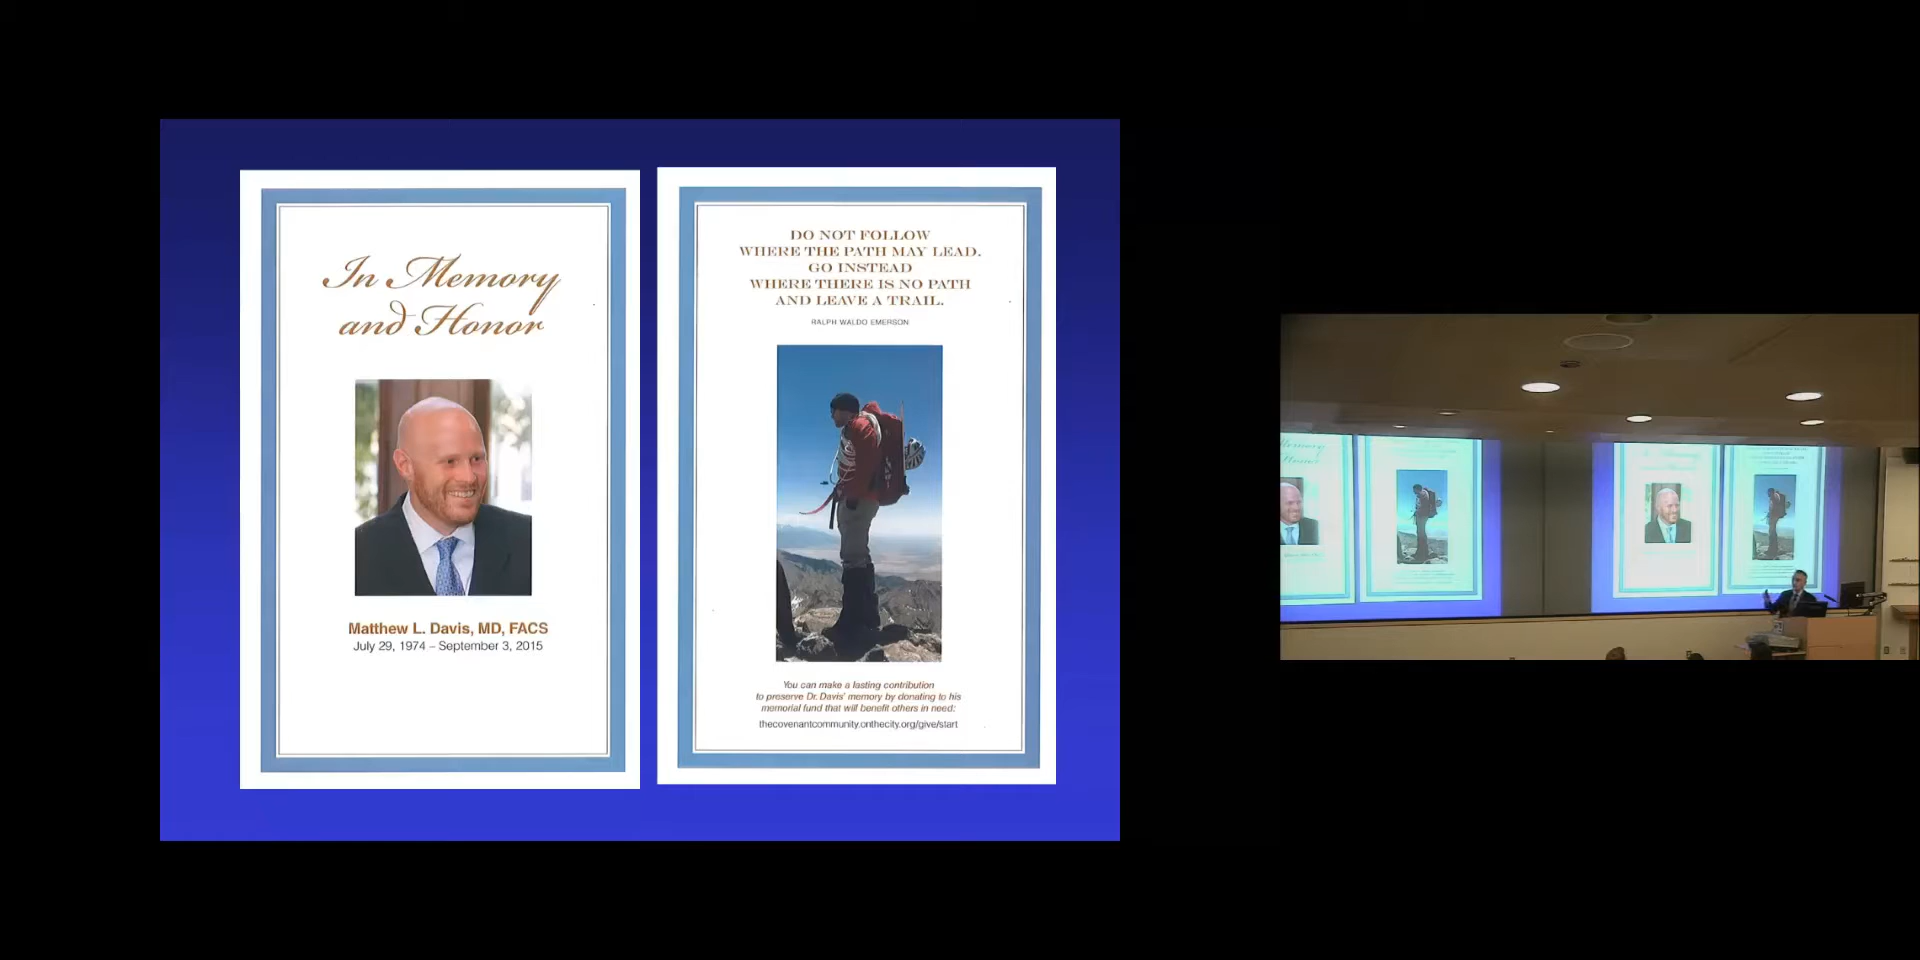 In Memory
and Honor
Matthew L. Davis, MD, FACS
July 29, 1974 – September 3, 2015
DO NOT FOLLOW
WHERE THE PATH MAY LEAD.
GO INSTEAD
WHERE THERE IS NO PATH
AND LEAVE A TRAIL.
RALPH WALDO EMERSON
You can make a lasting contribution
to preserve Dr. Davis' memory by donating to his
memorial fund that will benefit others in need:
thecovenantcommunity.onthecity.org/give/start